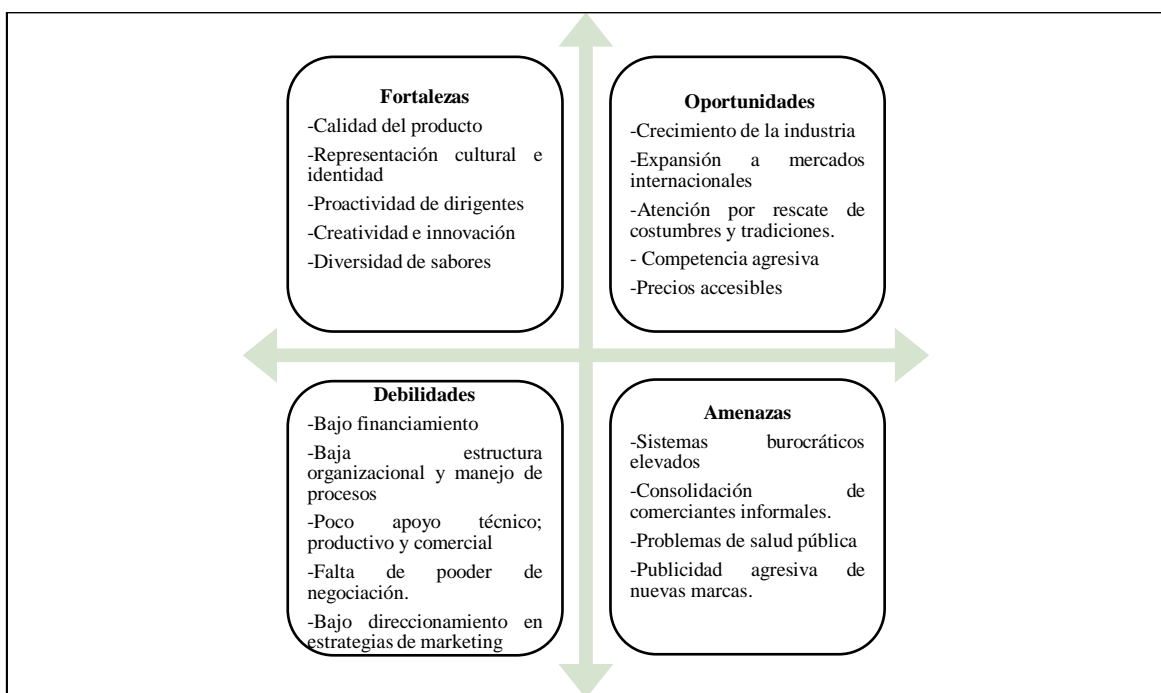 Fortalezas
-Calidad del producto
-Representación cultural e
identidad
-Proactividad de dirigentes
-Creatividad e innovación
-Diversidad de sabores
Oportunidades
-Crecimiento de la industria
-Expansión a mercados
internacionales
-Atención por rescate de
costumbres y tradiciones.
- Competencia agresiva
-Precios accesibles
Debilidades
-Bajo financiamiento
-Baja estructura
organizacional y manejo de
procesos
-Poco apoyo técnico;
productivo y comercial
-Falta de pooder de
negociación.
-Bajo direccionamiento en
estrategias de marketing
Amenazas
-Sistemas burocráticos
elevados
-Consolidación de
comerciantes informales.
-Problemas de salud pública
-Publicidad agresiva de
nuevas marcas.